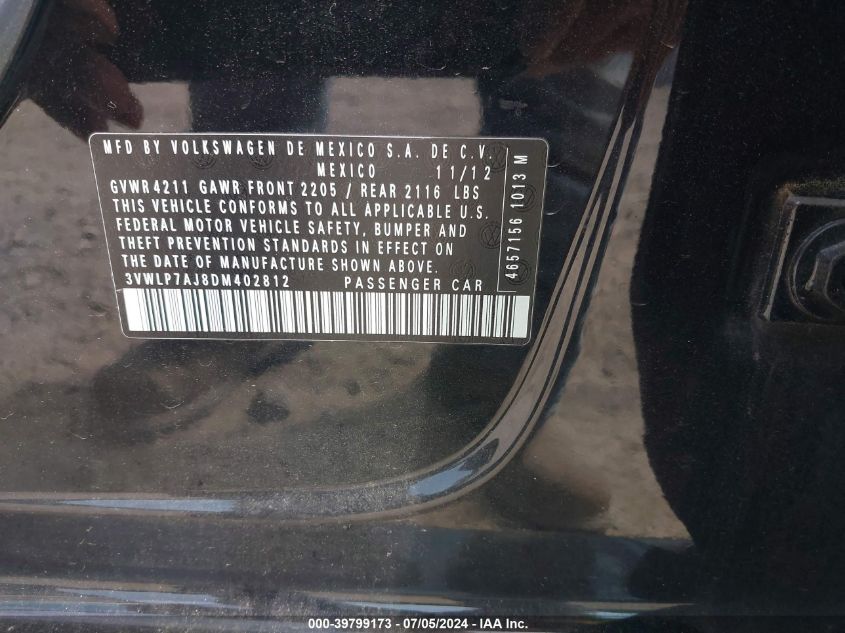 MFD BY VOLKSWAGEN DE MEXICO S.A. DE C.V.
MEXICO 11/12
GVWR 4211 GAWR FRONT 2205 / REAR 2116 LBS
THIS VEHICLE CONFORMS TO ALL APPLICABLE U.S.
FEDERAL MOTOR VEHICLE SAFETY, BUMPER AND
THEFT PREVENTION STANDARDS IN EFFECT ON
THE DATE OF MANUFACTURE SHOWN ABOVE.
3VWLP7AJ8DM402812 PASSENGER CAR
4657156 1013 M
000-39799173 - 07/05/2024 - IAA Inc.